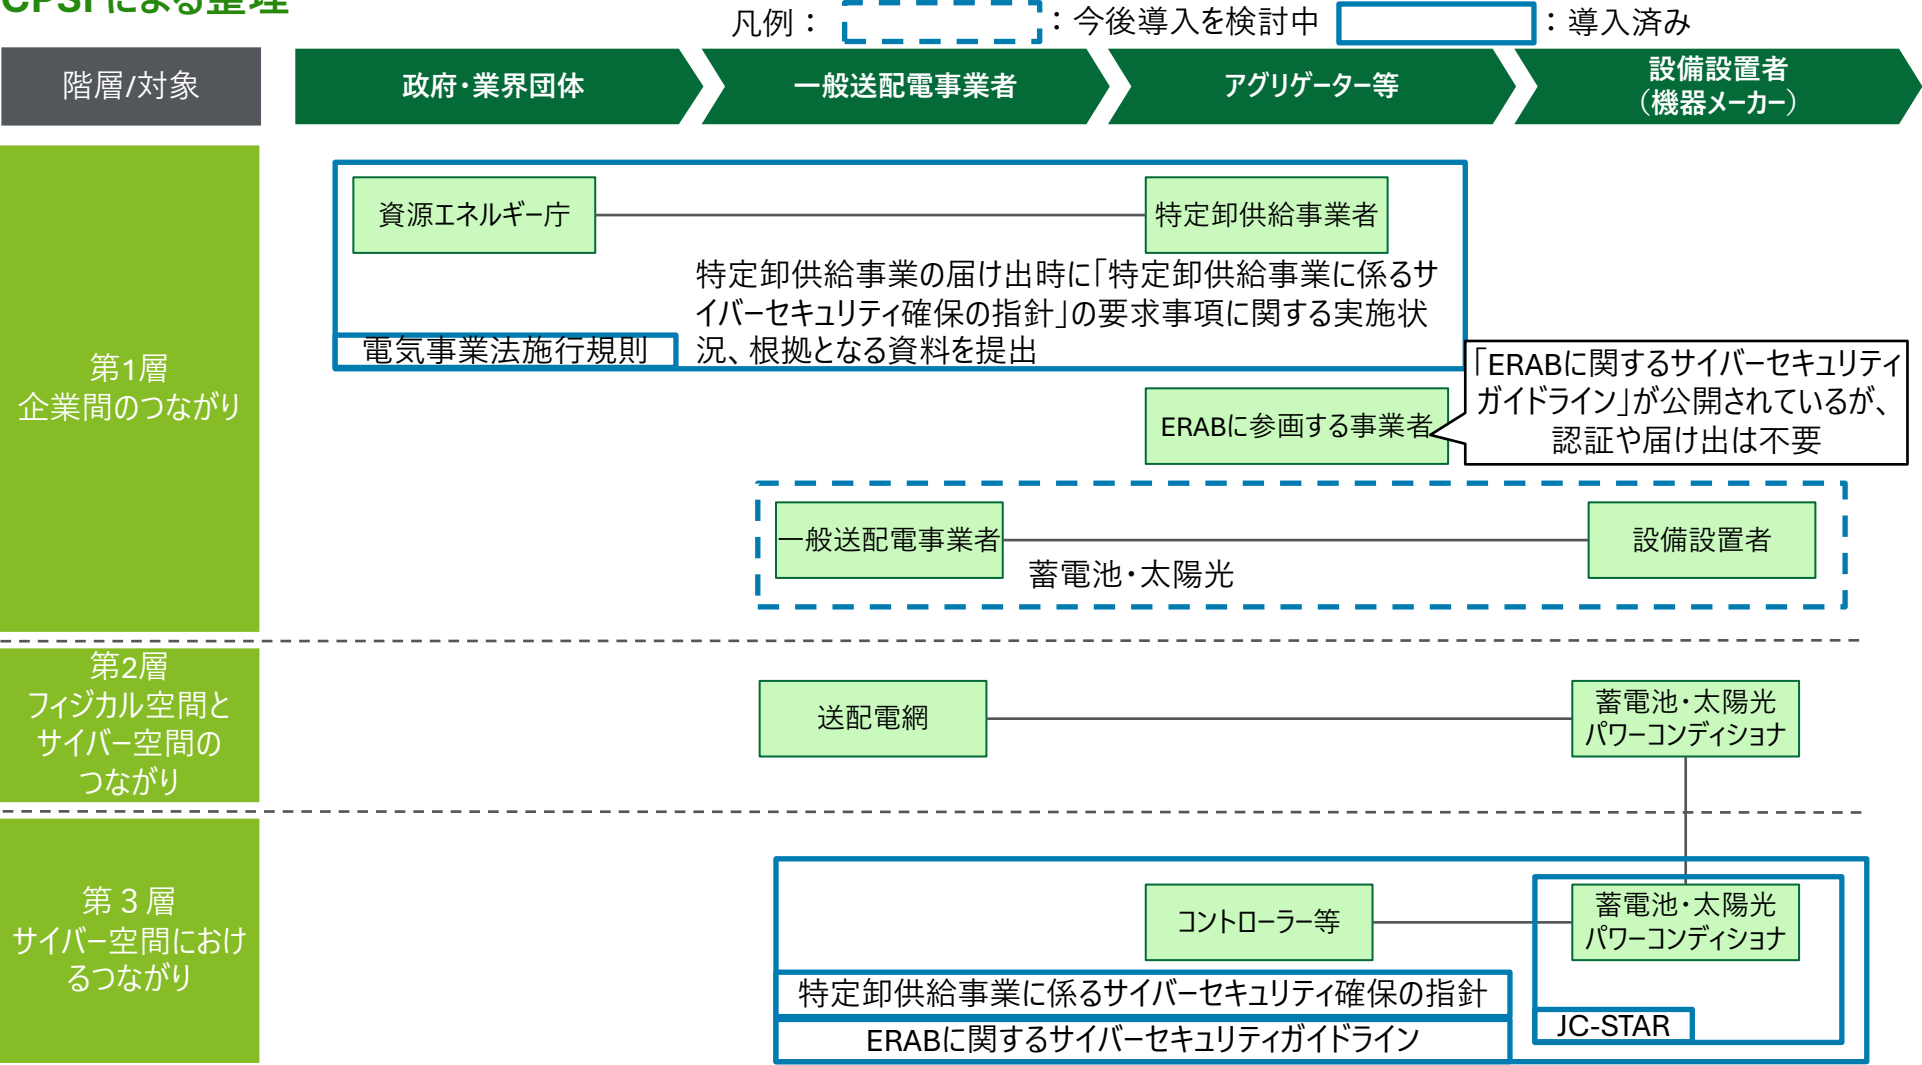 CPSFによる整理
凡例：
：今後導入を検討中
：導入済み
階層/対象
政府・業界団体
一般送配電事業者
アグリゲーター等
設備設置者
（機器メーカー）
第1層
企業間のつながり
資源エネルギー庁
特定卸供給事業者
特定卸供給事業の届け出時に「特定卸供給事業に係るサ
イバーセキュリティ確保の指針」の要求事項に関する実施状
況、根拠となる資料を提出
電気事業法施行規則
ERABに参画する事業者
「ERABに関するサイバーセキュリティ
ガイドライン」が公開されているが、
認証や届け出は不要
一般送配電事業者
設備設置者
蓄電池・太陽光
第2層
フィジカル空間と
サイバー空間の
つながり
送配電網
蓄電池・太陽光
パワーコンディショナ
第３層
サイバー空間におけ
るつながり
コントローラー等
蓄電池・太陽光
パワーコンディショナ
特定卸供給事業に係るサイバーセキュリティ確保の指針
ERABに関するサイバーセキュリティガイドライン
JC-STAR